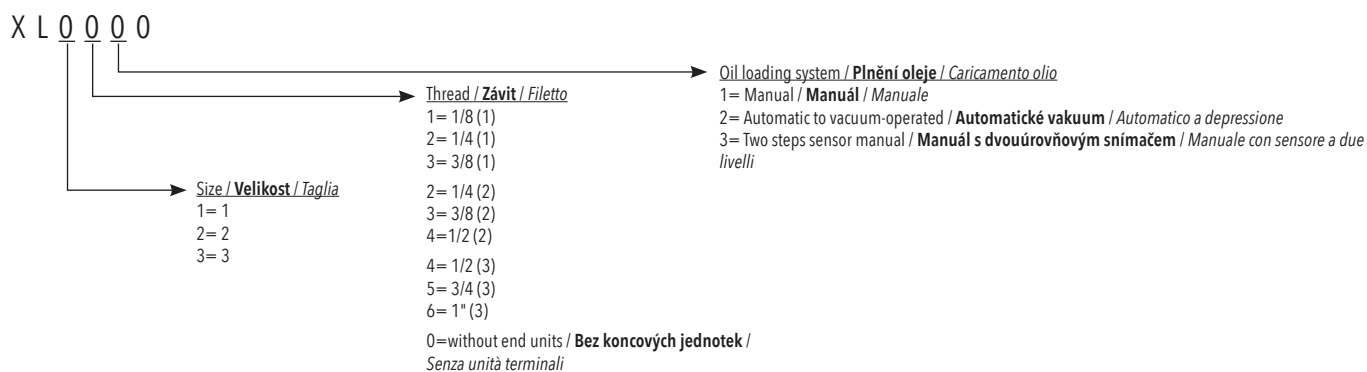 X L 0 0 0 0
Oil loading system / Plnění oleje / Caricamento olio
1= Manual / Manuál / Manuale
2= Automatic to vacuum-operated / Automatické vakuum / Automatico a depressione
3= Two steps sensor manual / Manuál s dvouúrovňovým snímačem / Manuale con sensore a due
livelli
Thread / Závit / Filetto
1= 1/8 (1)
2= 1/4 (1)
3= 3/8 (1)
2= 1/4 (2)
3= 3/8 (2)
4=1/2 (2)
4= 1/2 (3)
5= 3/4 (3)
6= 1" (3)
0=without end units / Bez koncových jednotek /
Senza unità terminali
Size / Velikost / Taglia
1= 1
2= 2
3= 3